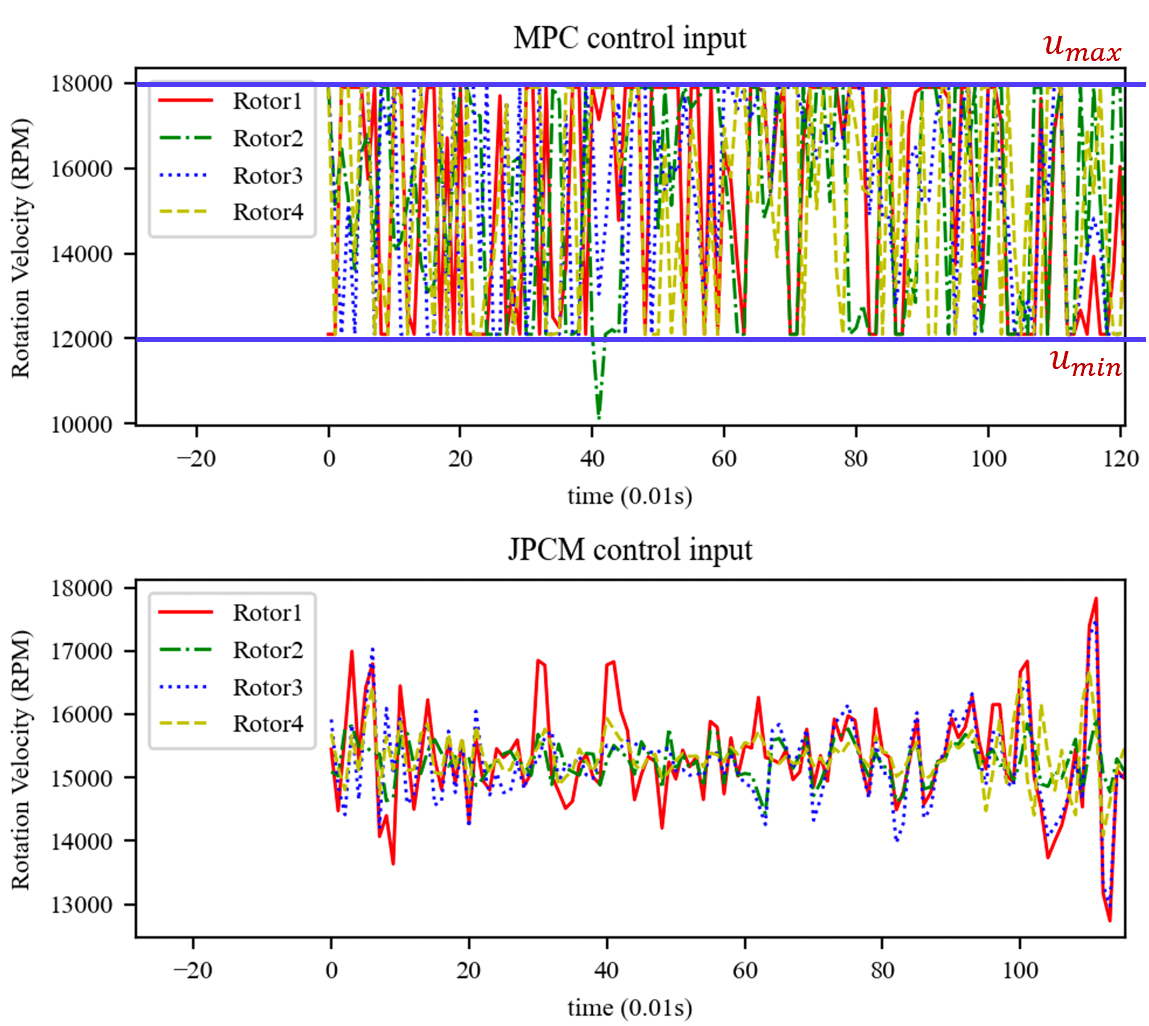 MPC control input
u_max
18000
16000
14000
12000
10000
Rotation Velocity (RPM)
Rotor1
Rotor2
Rotor3
Rotor4
u_min
−20 0 20 40 60 80 100 120
time (0.01s)
JPCM control input
18000
17000
16000
15000
14000
13000
Rotation Velocity (RPM)
Rotor1
Rotor2
Rotor3
Rotor4
−20 0 20 40 60 80 100
time (0.01s)